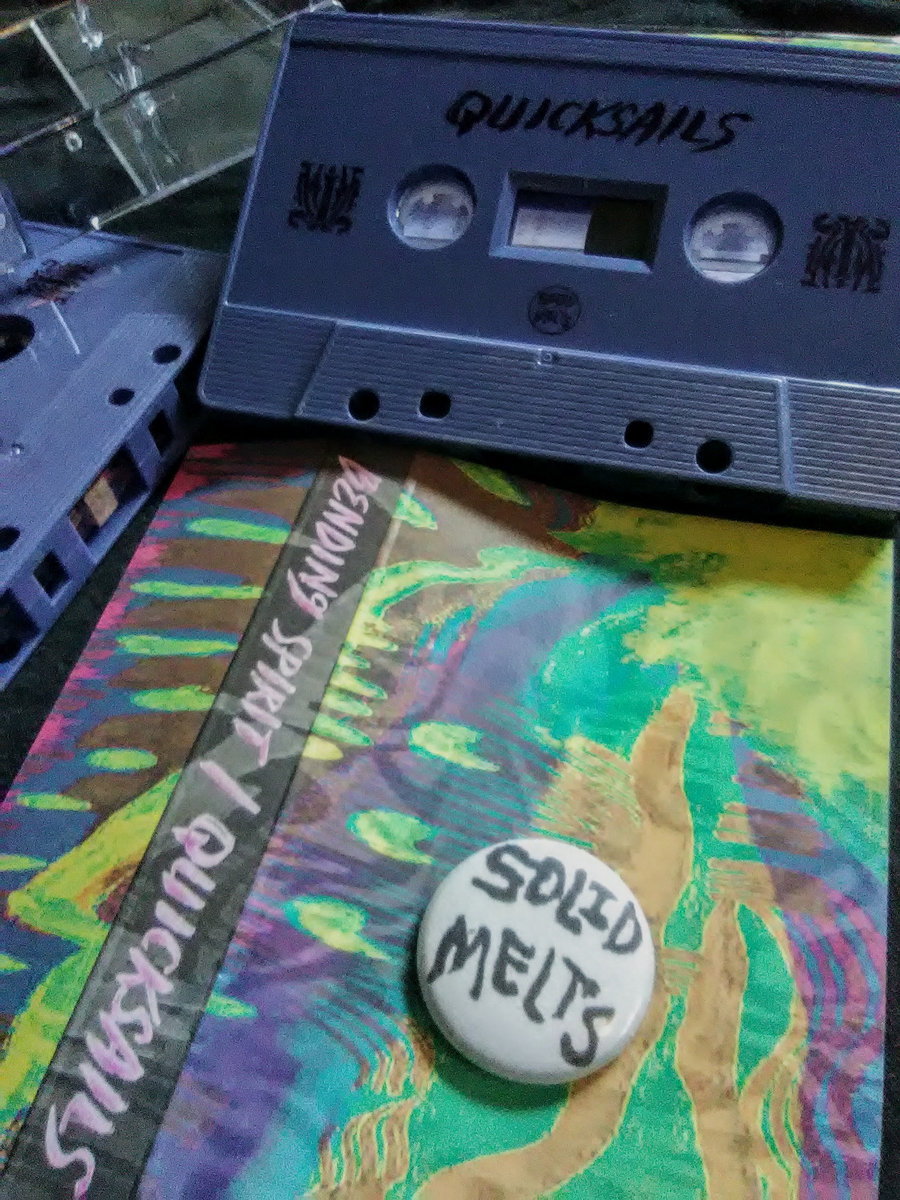 QUICKSAILS
BENDING SPIRIT / QUICKSAILS
SOLID
MELTS